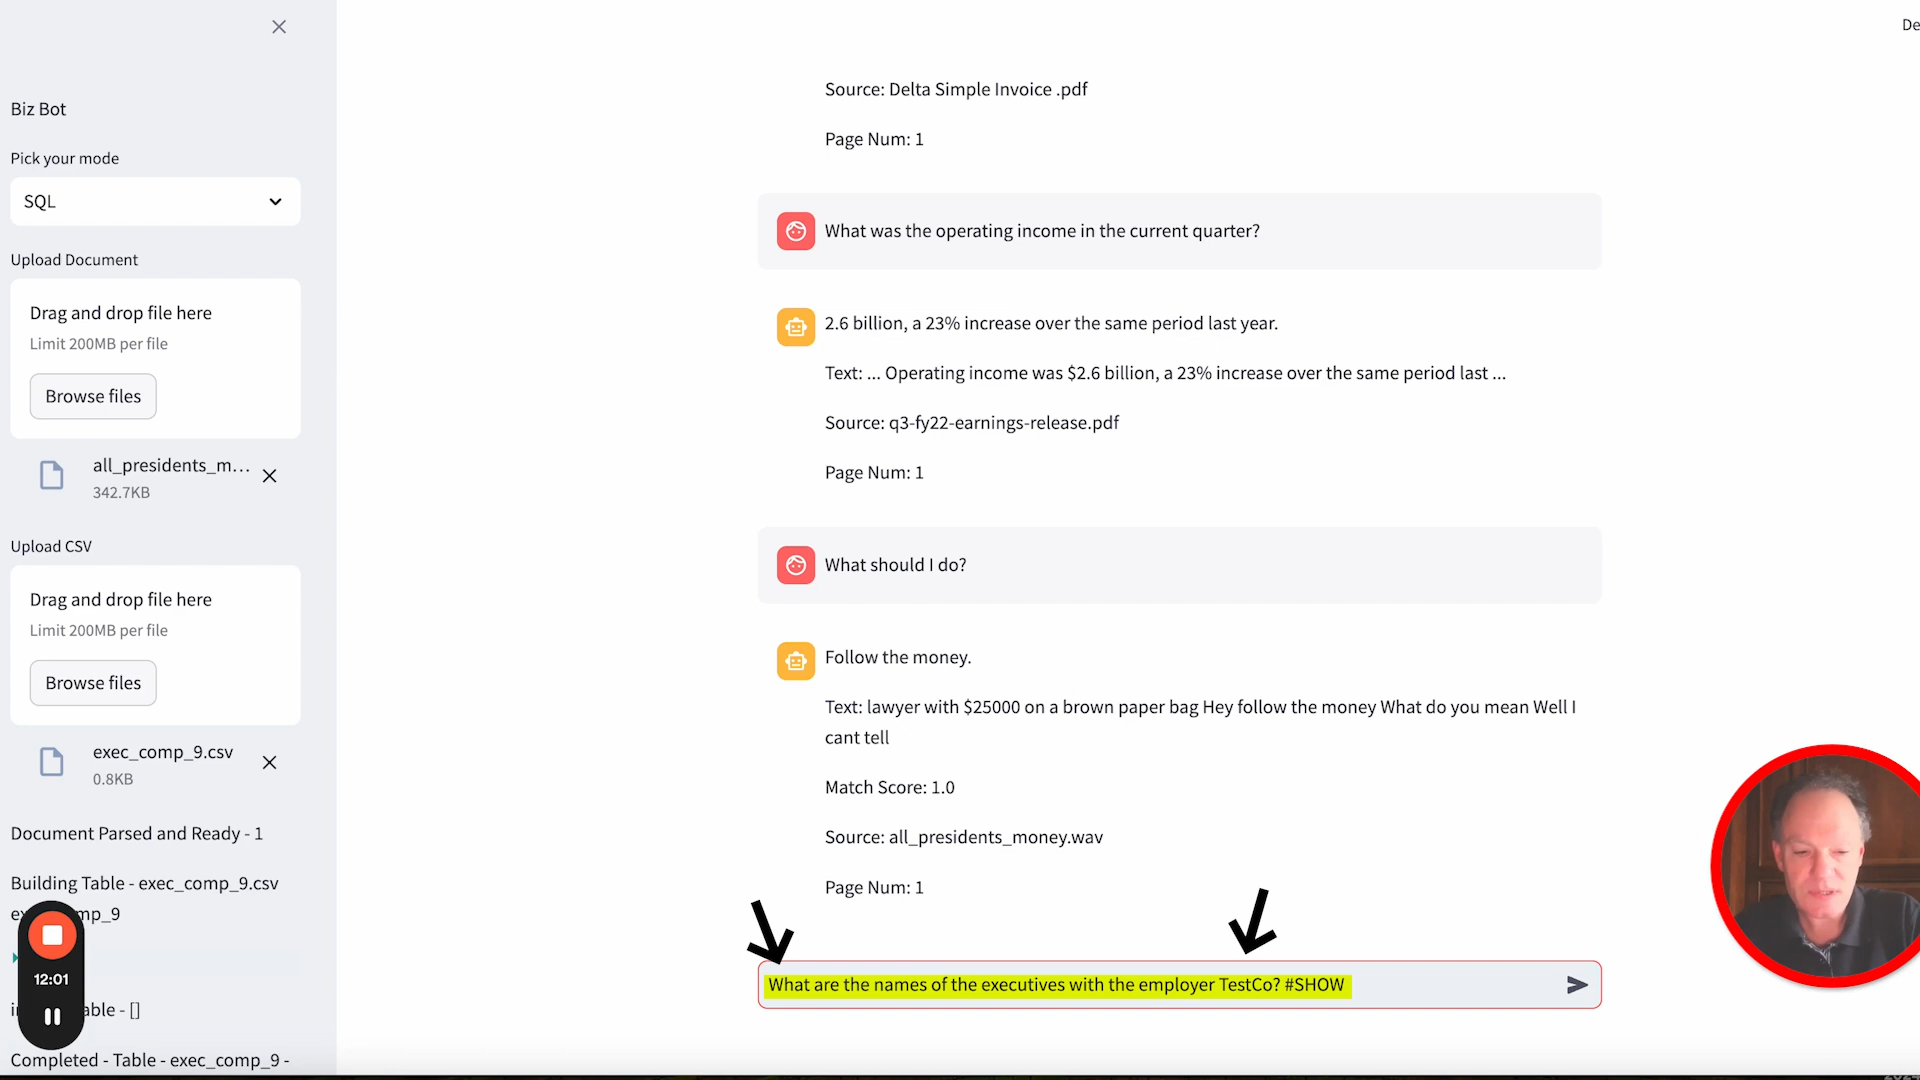 De
Biz Bot
Pick your mode
SQL
Upload Document
Drag and drop file here
Limit 200MB per file
Browse files
all_presidents_m...
342.7KB
Upload CSV
Drag and drop file here
Limit 200MB per file
Browse files
exec_comp_9.csv
0.8KB
Document Parsed and Ready - 1
Building Table - exec_comp_9.csv
mp_9
12:01
able - []
Completed - Table - exec_comp_9 -
Source: Delta Simple Invoice .pdf
Page Num: 1
What was the operating income in the current quarter?
2.6 billion, a 23% increase over the same period last year.
Text: ... Operating income was $2.6 billion, a 23% increase over the same period last ...
Source: q3-fy22-earnings-release.pdf
Page Num: 1
What should I do?
Follow the money.
Text: lawyer with $25000 on a brown paper bag Hey follow the money What do you mean Well I
cant tell
Match Score: 1.0
Source: all_presidents_money.wav
Page Num: 1
What are the names of the executives with the employer TestCo? #SHOW